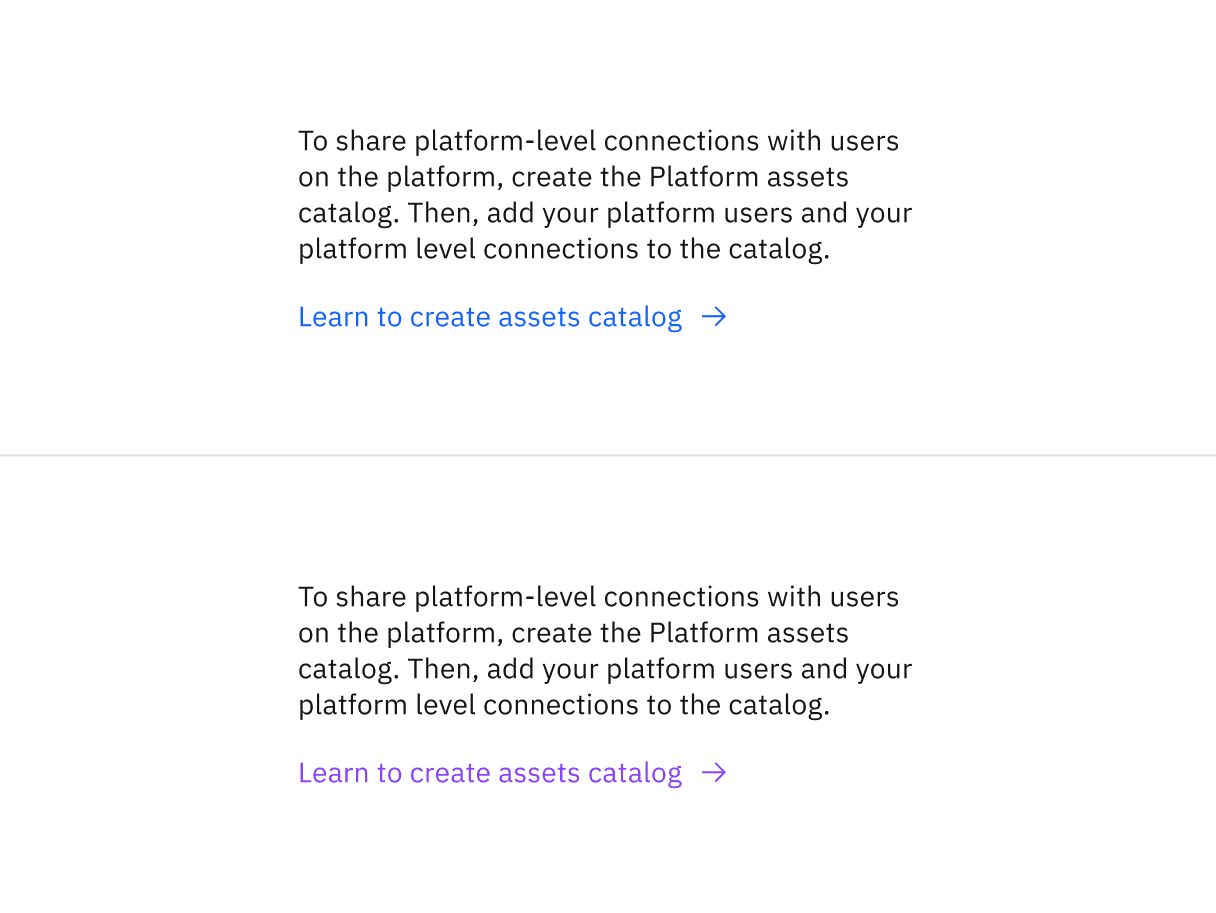 To share platform-level connections with users
on the platform, create the Platform assets
catalog. Then, add your platform users and your
platform level connections to the catalog.
Learn to create assets catalog →
To share platform-level connections with users
on the platform, create the Platform assets
catalog. Then, add your platform users and your
platform level connections to the catalog.
Learn to create assets catalog →